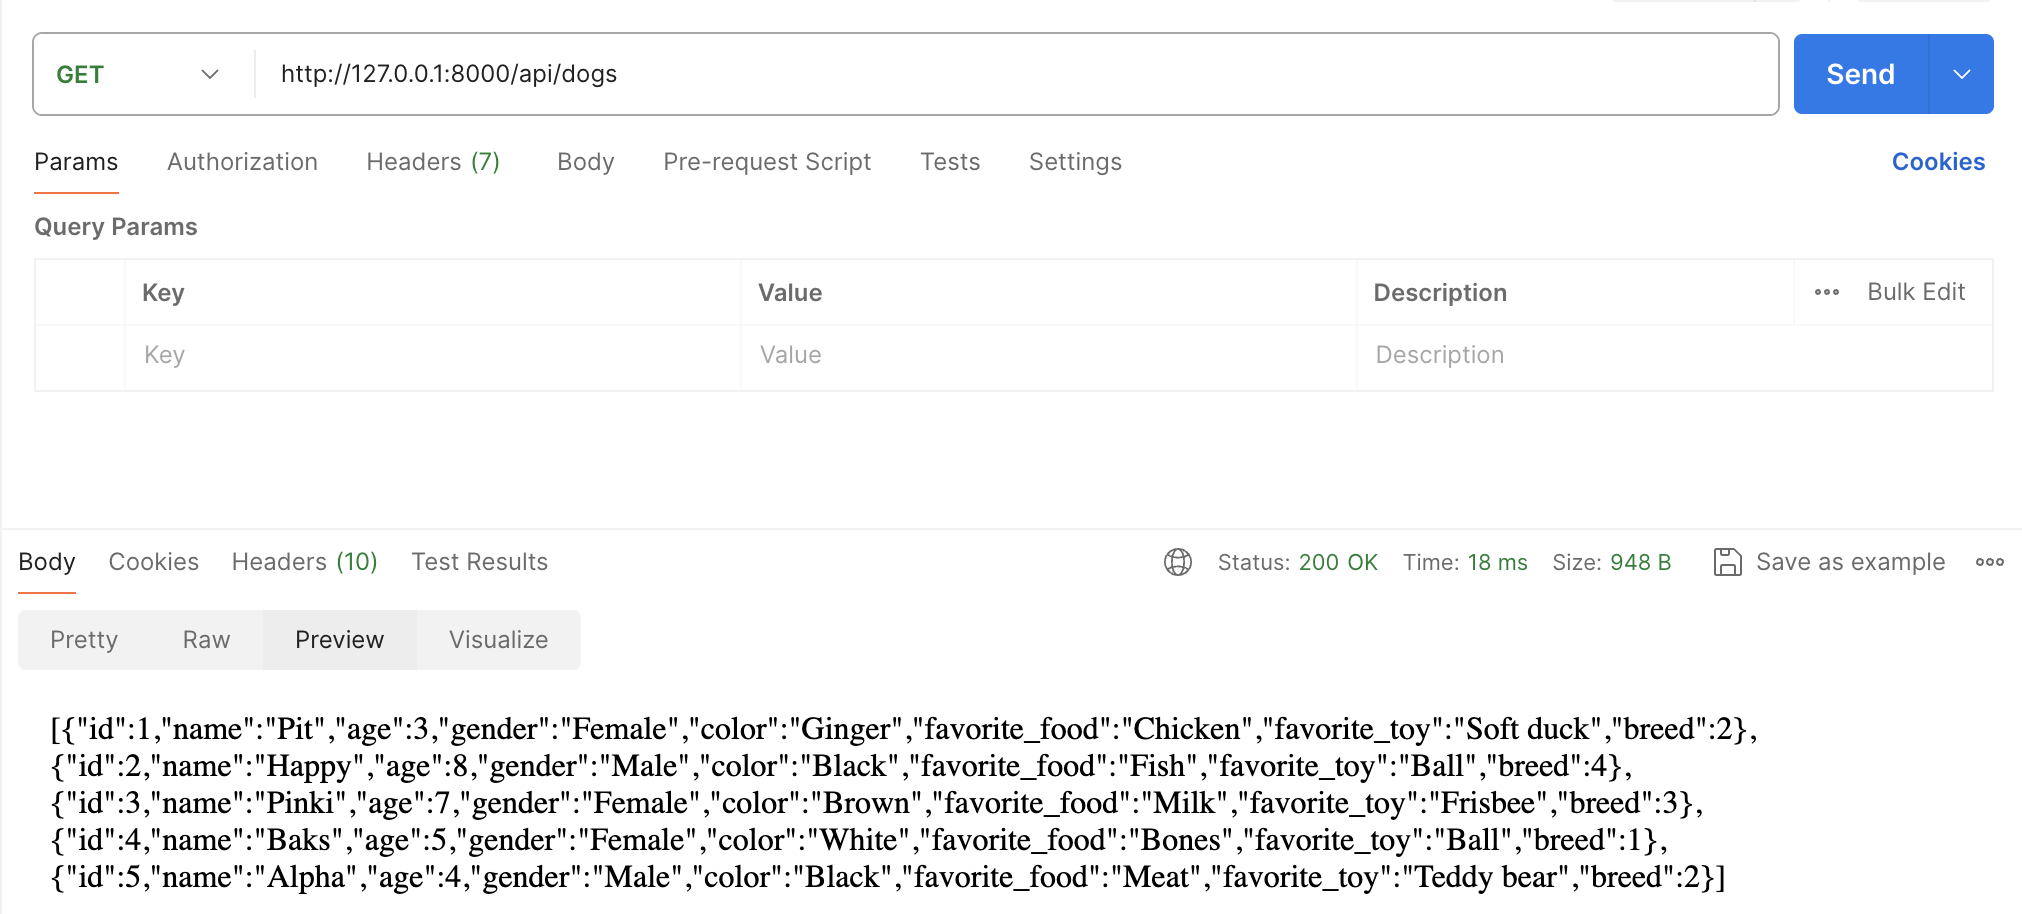 GET http://127.0.0.1:8000/api/dogs Send
Params Authorization Headers (7) Body Pre-request Script Tests Settings Cookies
Query Params
Key Value Description Bulk Edit
Key Value Description
Body Cookies Headers (10) Test Results Status: 200 OK Time: 18 ms Size: 948 B Save as example
Pretty Raw Preview Visualize
[{"id":1,"name":"Pit","age":3,"gender":"Female","color":"Ginger","favorite_food":"Chicken","favorite_toy":"Soft duck","breed":2},
{"id":2,"name":"Happy","age":8,"gender":"Male","color":"Black","favorite_food":"Fish","favorite_toy":"Ball","breed":4},
{"id":3,"name":"Pinki","age":7,"gender":"Female","color":"Brown","favorite_food":"Milk","favorite_toy":"Frisbee","breed":3},
{"id":4,"name":"Baks","age":5,"gender":"Female","color":"White","favorite_food":"Bones","favorite_toy":"Ball","breed":1},
{"id":5,"name":"Alpha","age":4,"gender":"Male","color":"Black","favorite_food":"Meat","favorite_toy":"Teddy bear","breed":2}]